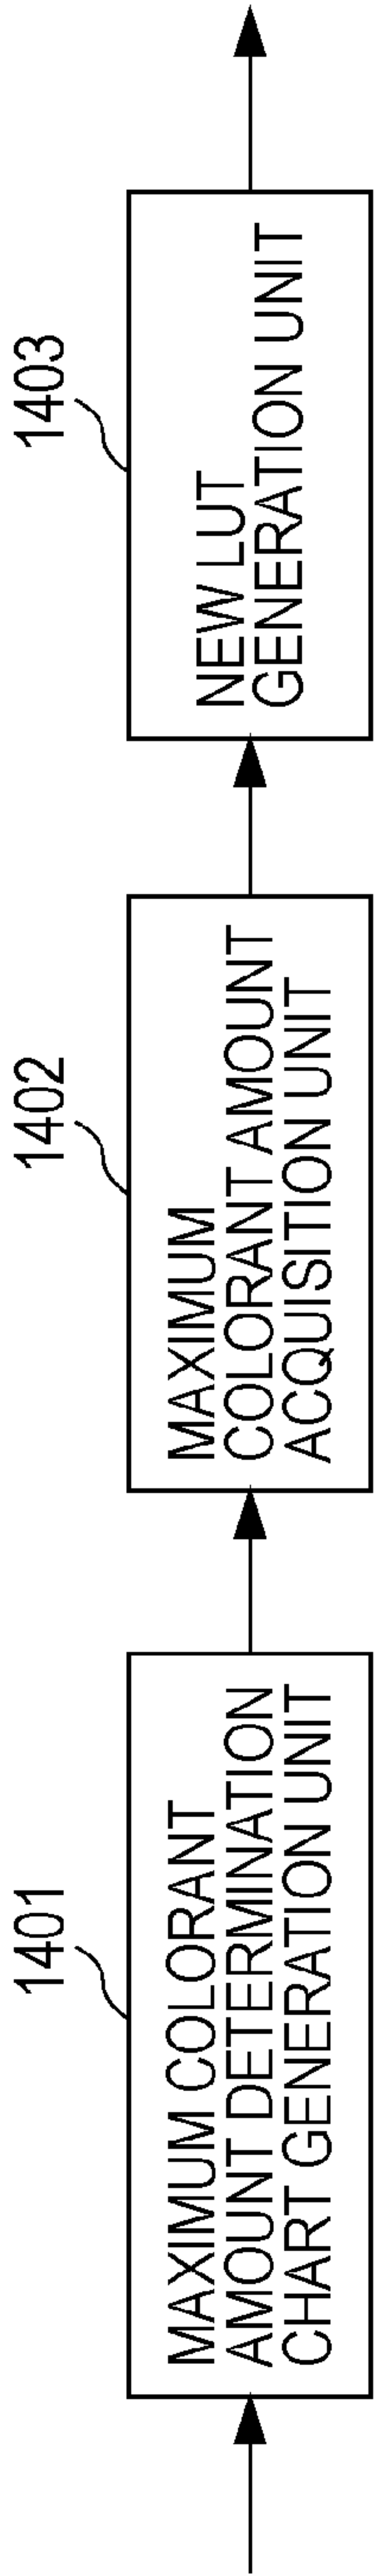 1401
MAXIMUM COLORANT
AMOUNT DETERMINATION
CHART GENERATION UNIT
1402
MAXIMUM
COLORANT AMOUNT
ACQUISITION UNIT
1403
NEW LUT
GENERATION UNIT